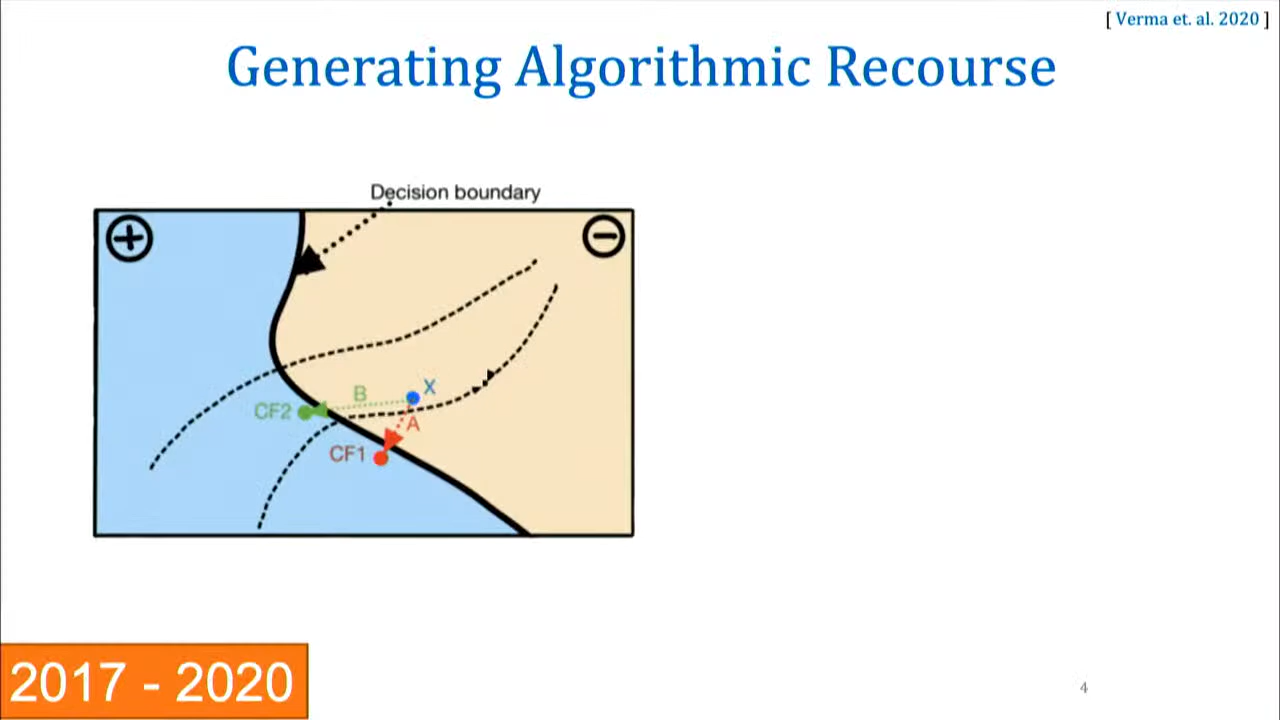 [ Verma et. al. 2020 ]
Generating Algorithmic Recourse
Decision boundary
+
−
X
B
CF2
A
CF1
2017 - 2020
4